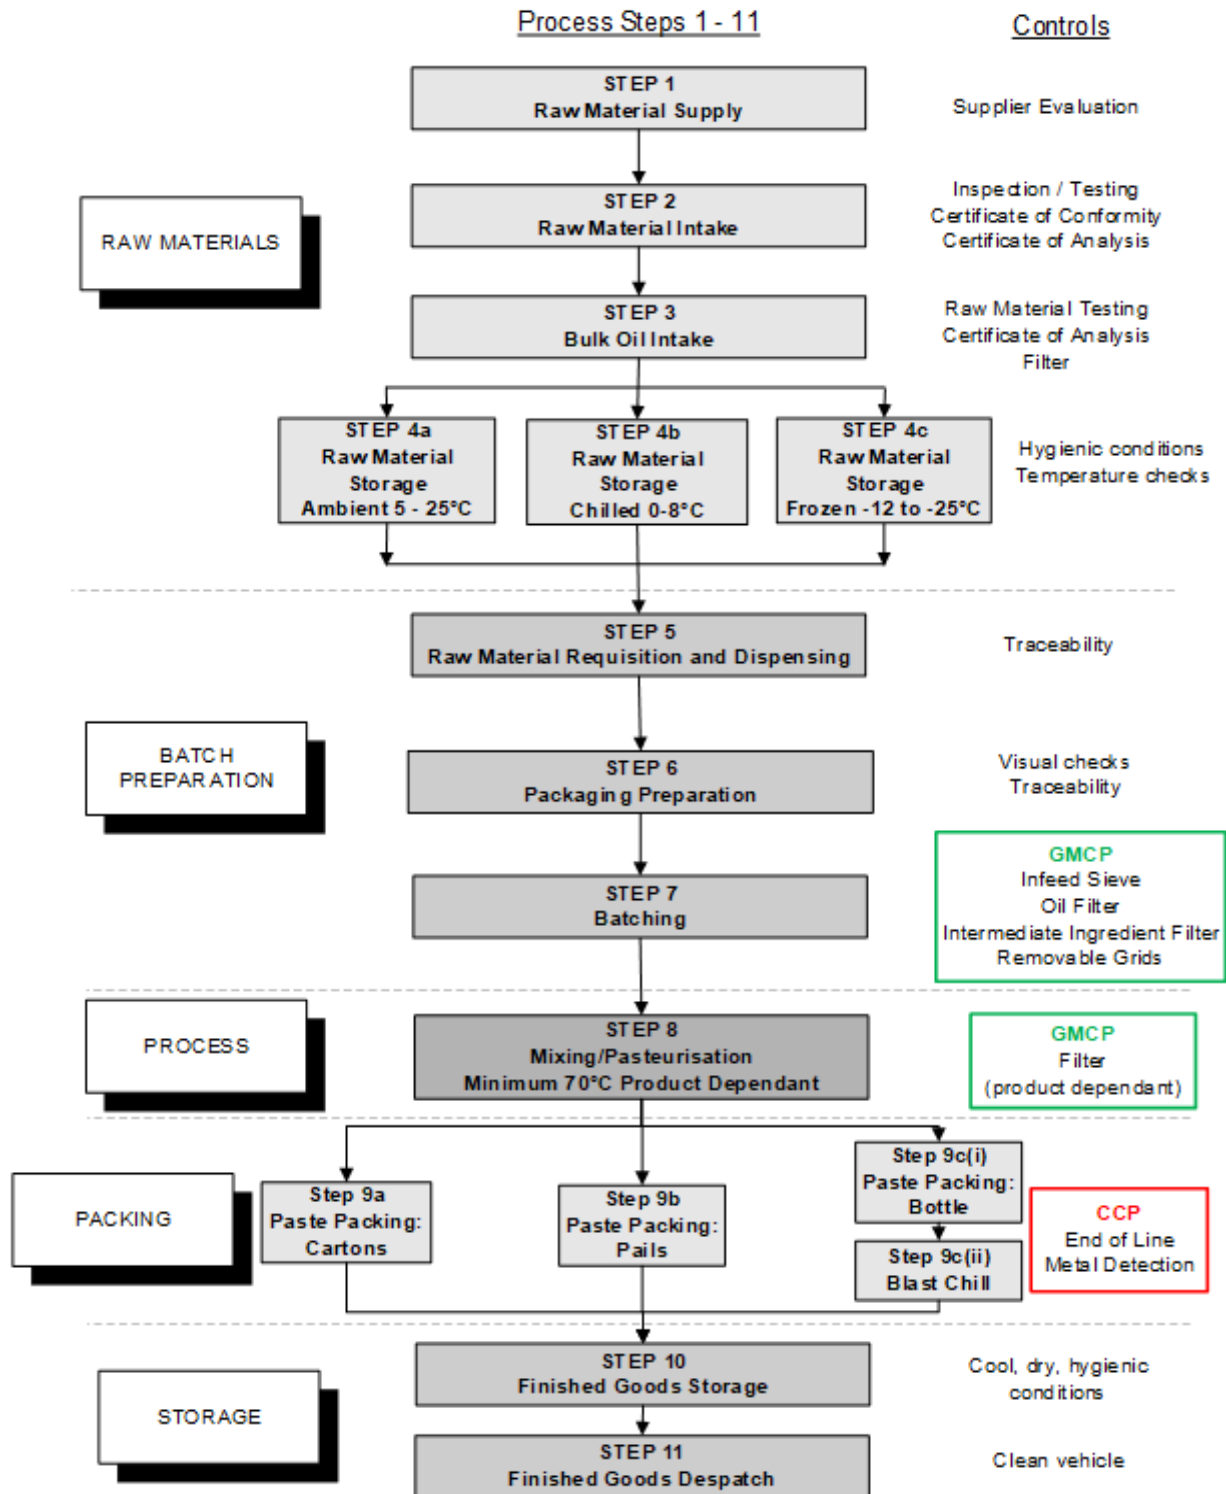 Process Steps 1 - 11
Controls
STEP 1
Raw Material Supply
Supplier Evaluation
RAW MATERIALS
STEP 2
Raw Material Intake
Inspection / Testing
Certificate of Conformity
Certificate of Analysis
STEP 3
Bulk Oil Intake
Raw Material Testing
Certificate of Analysis
Filter
STEP 4a
Raw Material
Storage
Ambient 5 - 25°C
STEP 4b
Raw Material
Storage
Chilled 0-8°C
STEP 4c
Raw Material
Storage
Frozen -12 to -25°C
Hygienic conditions
Temperature checks
STEP 5
Raw Material Requisition and Dispensing
Traceability
BATCH
PREPARATION
STEP 6
Packaging Preparation
Visual checks
Traceability
STEP 7
Batching
GMCP
Infeed Sieve
Oil Filter
Intermediate Ingredient Filter
Removable Grids
PROCESS
STEP 8
Mixing/Pasteurisation
Minimum 70°C Product Dependant
GMCP
Filter
(product dependant)
PACKING
Step 9a
Paste Packing:
Cartons
Step 9b
Paste Packing:
Pails
Step 9c(i)
Paste Packing:
Bottle
Step 9c(ii)
Blast Chill
CCP
End of Line
Metal Detection
STORAGE
STEP 10
Finished Goods Storage
Cool, dry, hygienic
conditions
STEP 11
Finished Goods Despatch
Clean vehicle